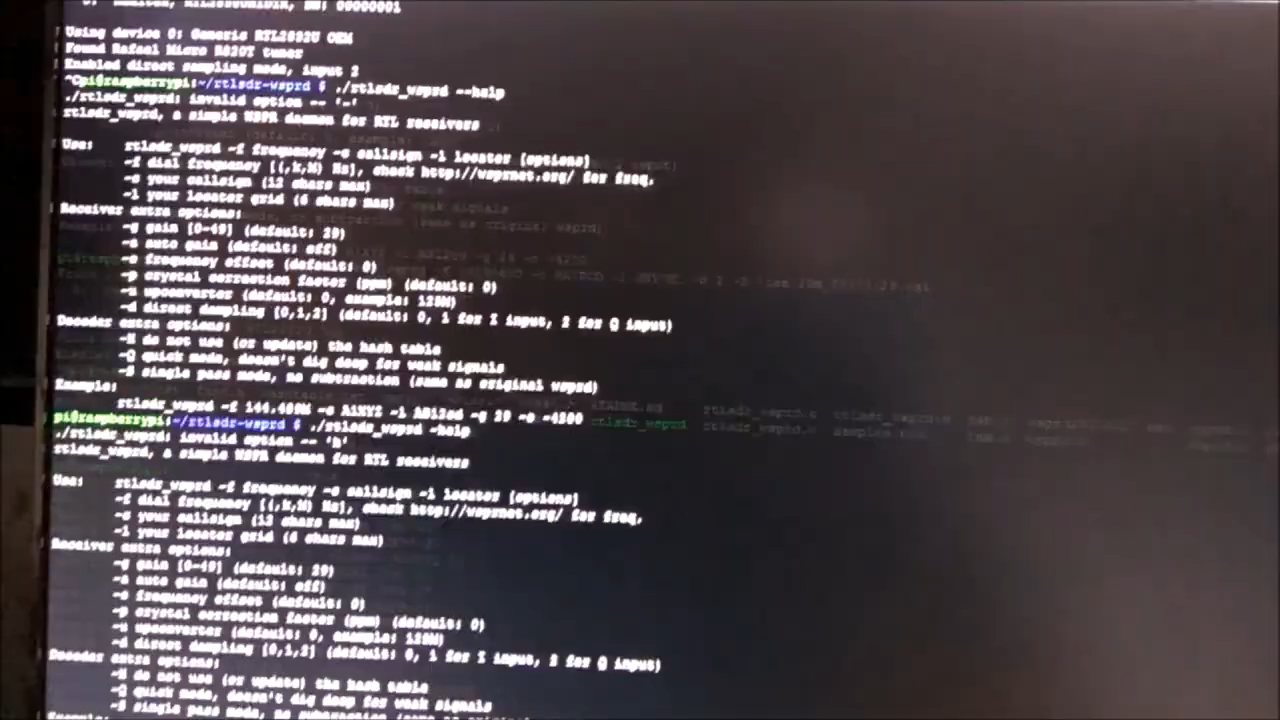 00000001
Using device 0: Generic RTL2832U OEM
Found Rafael Micro R820T tuner
Enabled direct sampling mode, input 2
^Cpi@raspberrypi:~/rtlsdr-wsprd $ ./rtlsdr_wsprd --help
./rtlsdr_wsprd: invalid option -- '-'
rtlsdr_wsprd, a simple WSPR daemon for RTL receivers
Use: rtlsdr_wsprd -f frequency -c callsign -l locator [options]
-f dial frequency [(,k,M) Hz], check http://wsprnet.org/ for freq.
-c your callsign (12 chars max)
-l your locator grid (6 chars max)
Receiver extra options:
-g gain [0-49] (default: 29)
-a auto gain (default: off)
-o frequency offset (default: 0)
-p crystal correction factor (ppm) (default: 0)
-u upconverter (default: 0, example: 125M)
-d direct dampling [0,1,2] (default: 0, 1 for I input, 2 for Q input)
Decoder extra options:
-H do not use (or update) the hash table
-Q quick mode, doesn't dig deep for weak signals
-S single pass mode, no subtraction (same as original wsprd)
Example:
rtlsdr_wsprd -f 144.489M -c A1XYZ -l AB12cd -g 29 -o -4200
pi@raspberrypi:~/rtlsdr-wsprd $ ./rtlsdr_wsprd -help
./rtlsdr_wsprd: invalid option -- 'h'
rtlsdr_wsprd, a simple WSPR daemon for RTL receivers
Use: rtlsdr_wsprd -f frequency -c callsign -l locator [options]
-f dial frequency [(,k,M) Hz], check http://wsprnet.org/ for freq.
-c your callsign (12 chars max)
-l your locator grid (6 chars max)
Receiver extra options:
-g gain [0-49] (default: 29)
-a auto gain (default: off)
-o frequency offset (default: 0)
-p crystal correction factor (ppm) (default: 0)
-u upconverter (default: 0, example: 125M)
-d direct dampling [0,1,2] (default: 0, 1 for I input, 2 for Q input)
Decoder extra options:
-H do not use (or update) the hash table
-Q quick mode, doesn't dig deep for weak signals
-S single pass mode, no subtraction (same as original
Example: